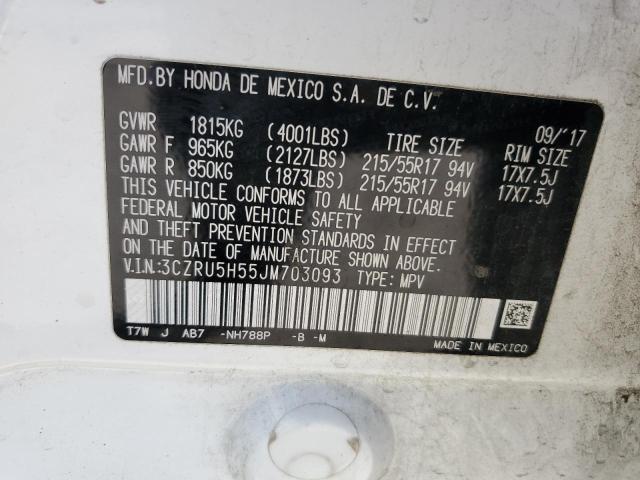 MFD.BY HONDA DE MEXICO S.A. DE C.V.
09/'17
GVWR 1815KG (4001LBS) TIRE SIZE RIM SIZE
GAWR F 965KG (2127LBS) 215/55R17 94V 17X7.5J
GAWR R 850KG (1873LBS) 215/55R17 94V 17X7.5J
THIS VEHICLE CONFORMS TO ALL APPLICABLE
FEDERAL MOTOR VEHICLE SAFETY
AND THEFT PREVENTION STANDARDS IN EFFECT
ON THE DATE OF MANUFACTURE SHOWN ABOVE.
V.I.N.:3CZRU5H55JM703093 TYPE: MPV
T7W J AB7 -NH788P -B -M
MADE IN MEXICO